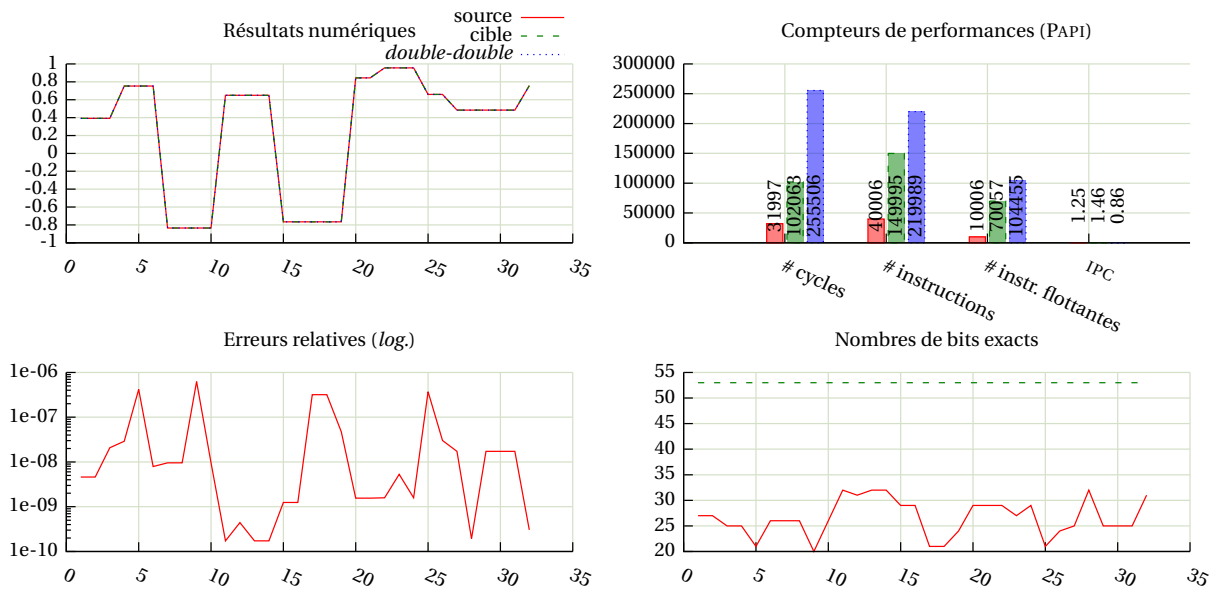 Résultats numériques
source
cible
double-double
1
0.8
0.6
0.4
0.2
0
-0.2
-0.4
-0.6
-0.8
-1
0 5 10 15 20 25 30 35
Compteurs de performances (PAPI)
300000
250000
200000
150000
100000
50000
0
31997
102063
255506
40006
149995
219989
10006
70057
104455
1.25
1.46
0.86
# cycles
# instructions
# instr. flottantes
IPC
Erreurs relatives (log.)
1e-06
1e-07
1e-08
1e-09
1e-10
0 5 10 15 20 25 30 35
Nombres de bits exacts
55
50
45
40
35
30
25
20
0 5 10 15 20 25 30 35